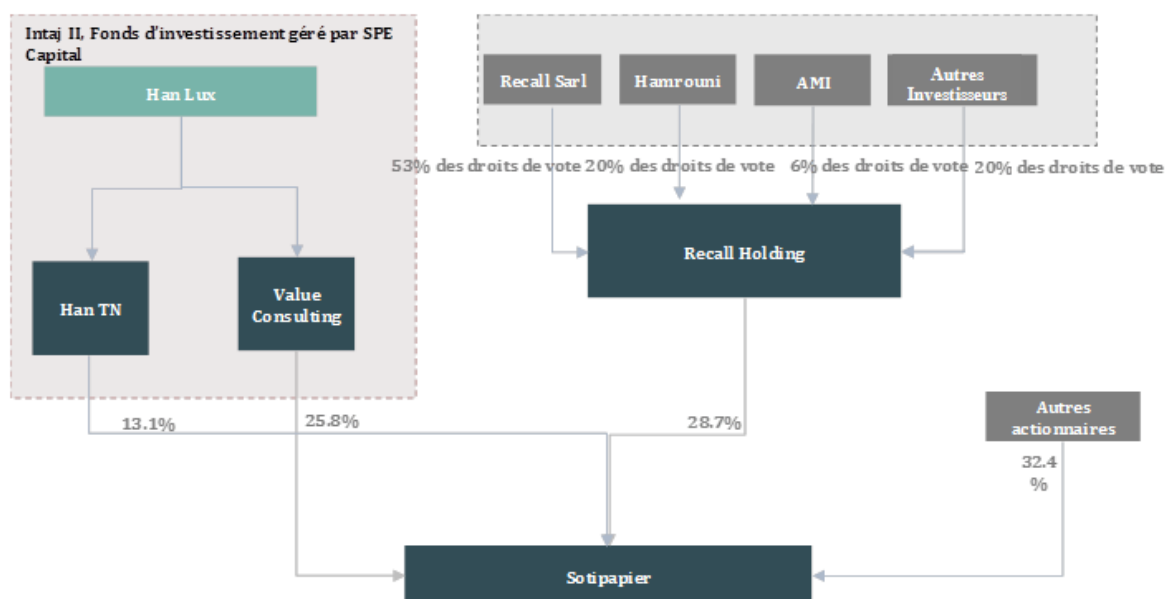 Intaj II, Fonds d'investissement géré par SPE
Capital
Han Lux
Recall Sarl
Hamrouni
AMI
Autres
Investisseurs
53% des droits de vote
20% des droits de vote
6% des droits de vote
20% des droits de vote
Han TN
Value
Consulting
Recall Holding
13.1%
25.8%
28.7%
Autres
actionnaires
32.4
%
Sotipapier